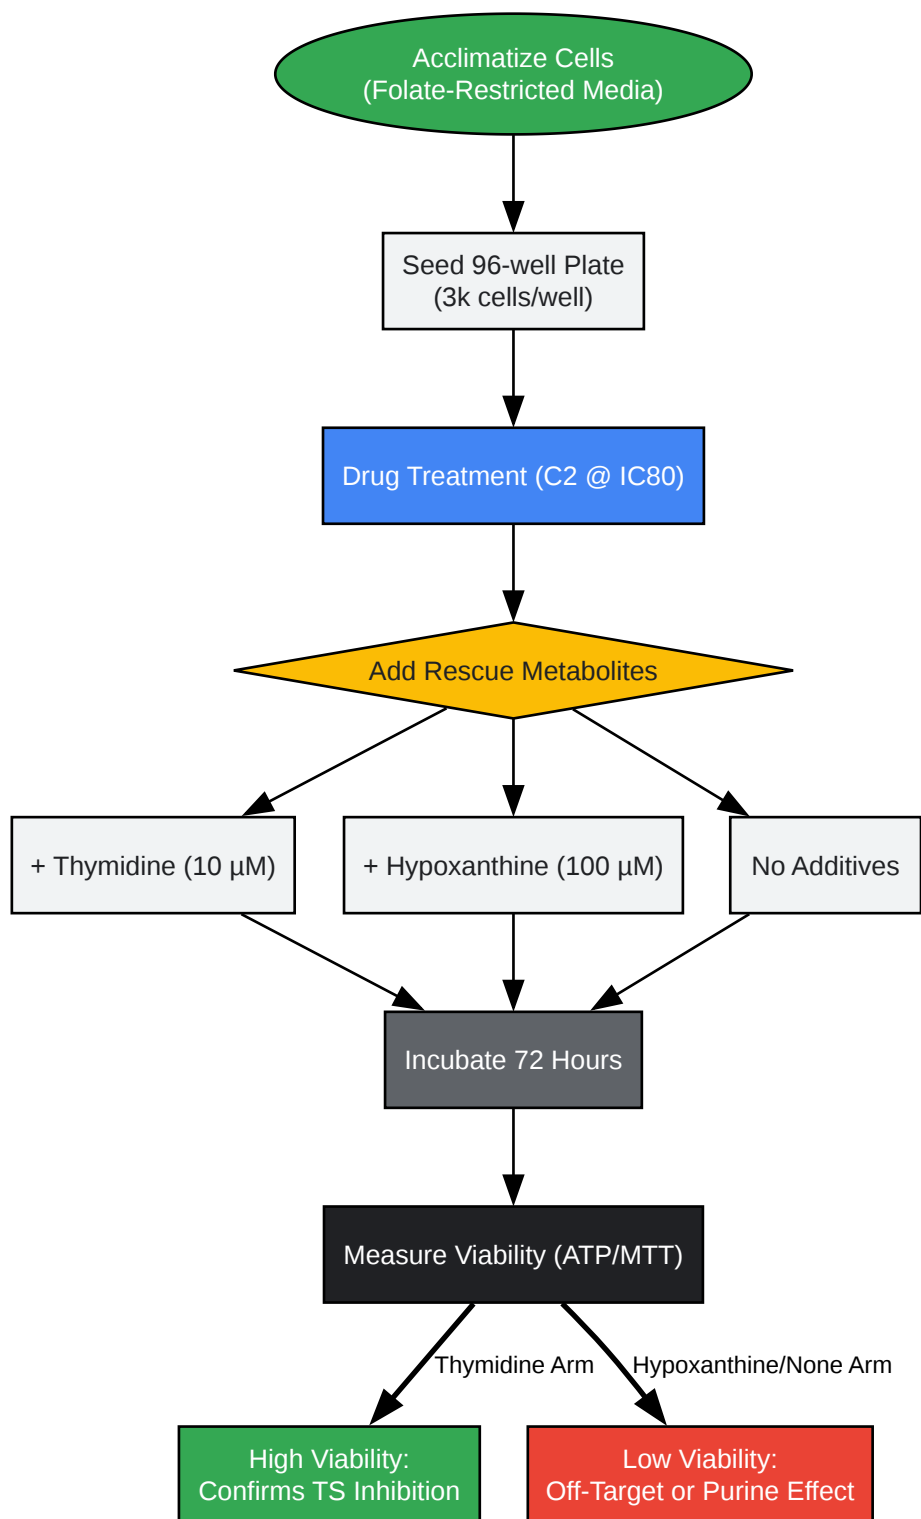 Acclimatize Cells
(Folate-Restricted Media)
Seed 96-well Plate
(3k cells/well)
Drug Treatment (C2 @ IC80)
Add Rescue Metabolites
+ Thymidine (10 µM)
+ Hypoxanthine (100 µM)
No Additives
Incubate 72 Hours
Measure Viability (ATP/MTT)
Thymidine Arm
Hypoxanthine/None Arm
High Viability:
Confirms TS Inhibition
Low Viability:
Off-Target or Purine Effect